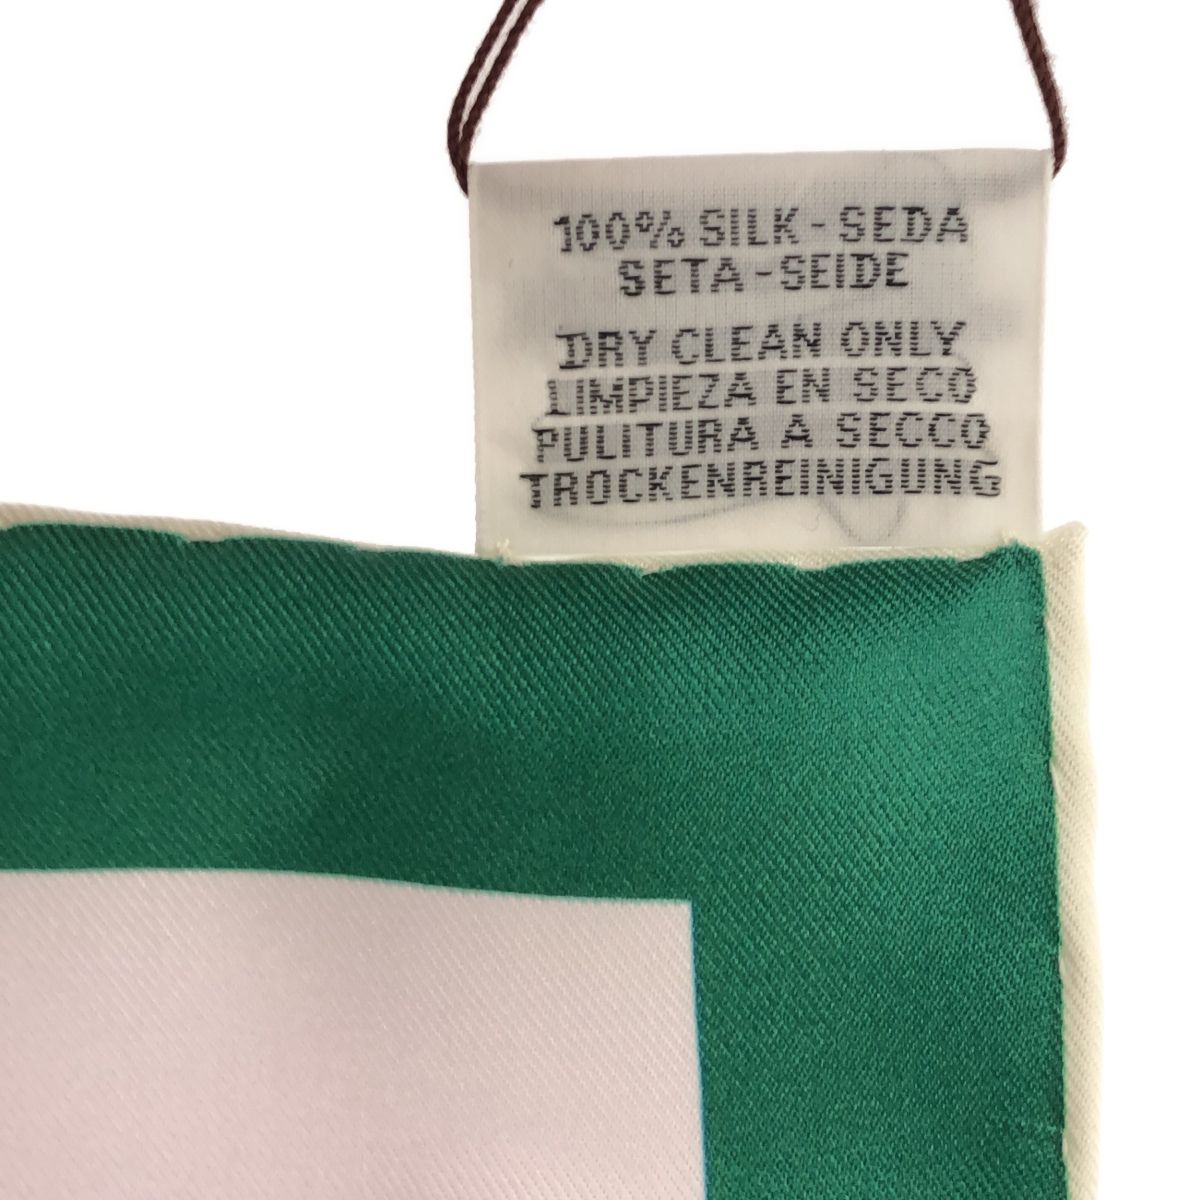 100% SILK - SEDA
SETA - SEIDE
DRY CLEAN ONLY
LIMPIEZA EN SECO
PULITURA A SECCO
TROCKENREINIGUNG